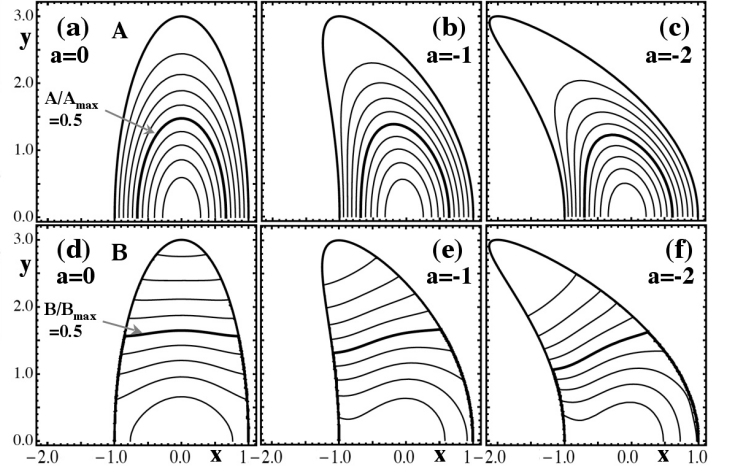 3.0 (a) A (b) (c)
y a=0 a=-1 a=-2
2.0
A/Amax
=0.5
1.0
0.0
3.0 (d) B (e) (f)
y a=0 a=-1 a=-2
2.0
B/Bmax
=0.5
1.0
0.0
-2.0 -1.0 0.0 x 1 -2.0 -1.0 0.0 x 1 -2.0 -1.0 0.0 x 1.0